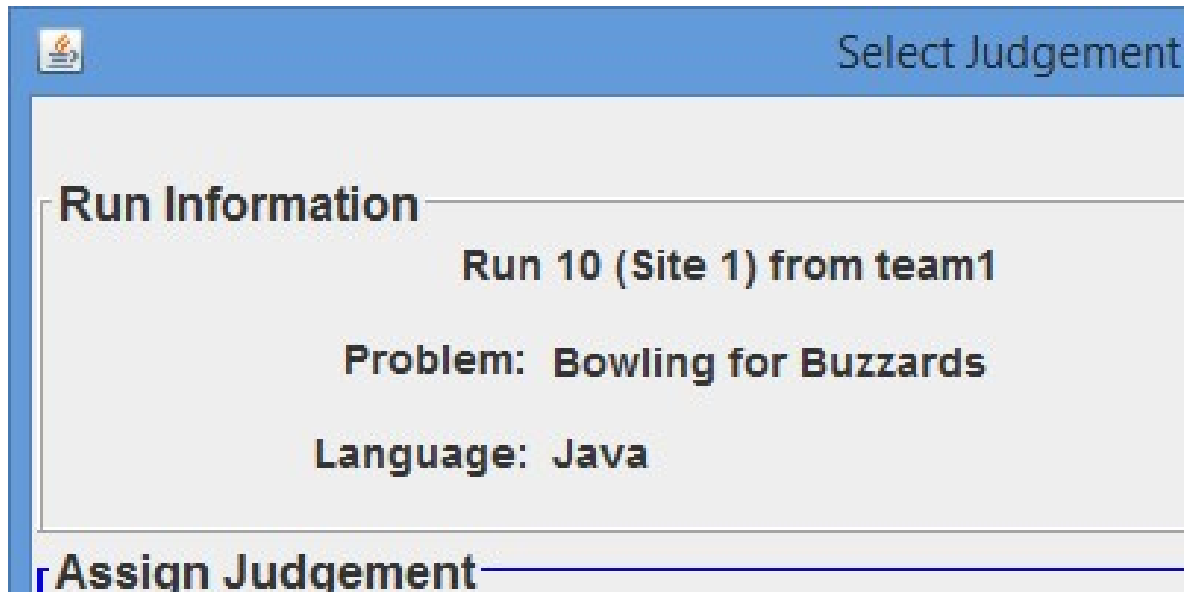 Select Judgement
Run Information
Run 10 (Site 1) from team1
Problem: Bowling for Buzzards
Language: Java
Assign Judgement